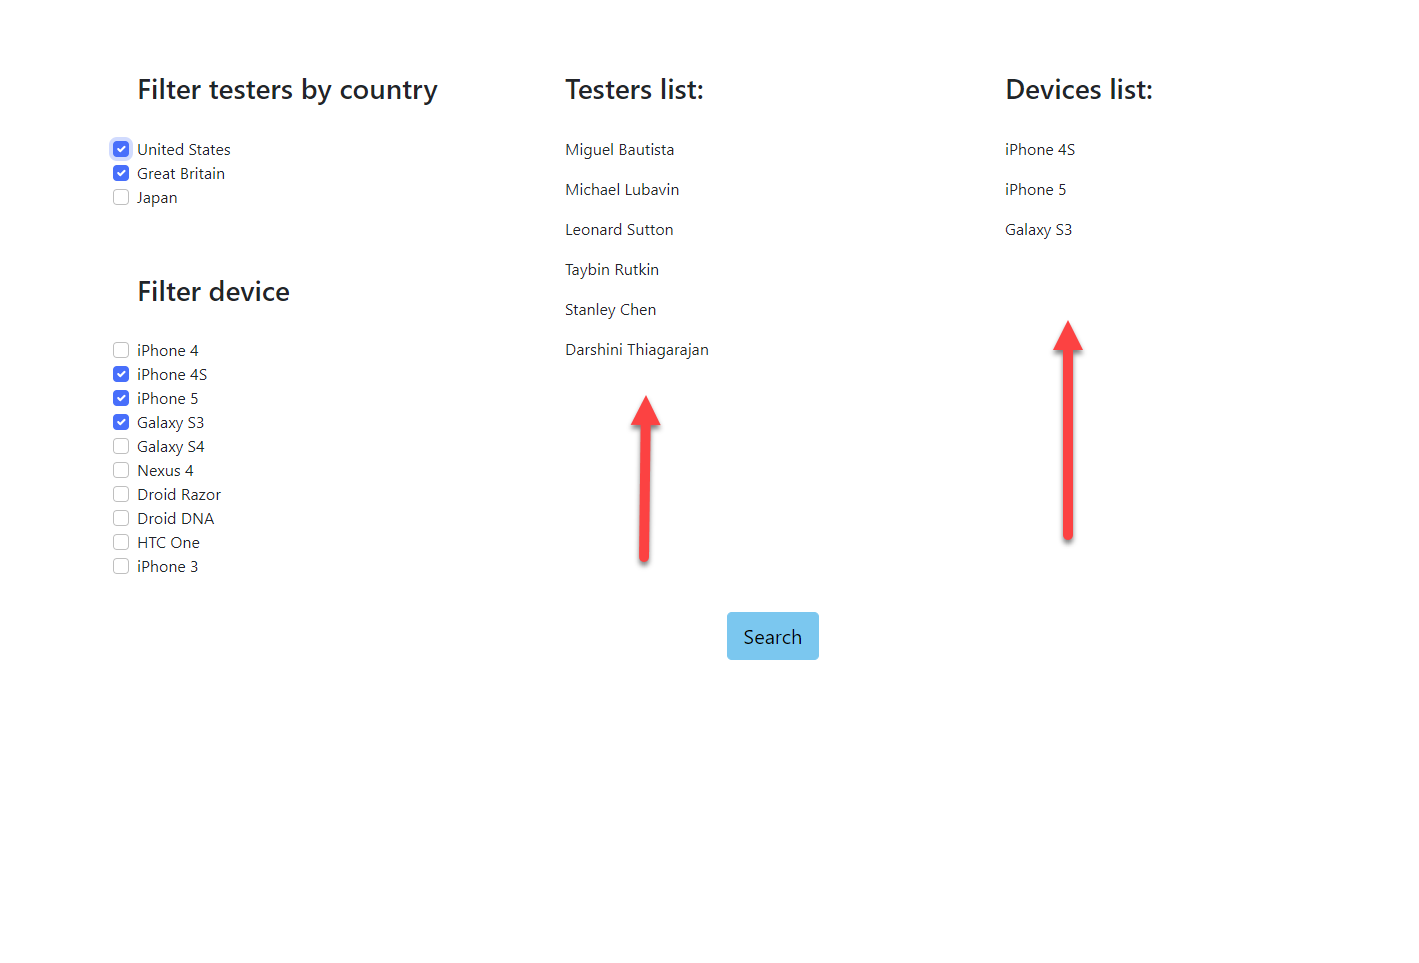 Filter testers by country
United States
Great Britain
Japan
Filter device
iPhone 4
iPhone 4S
iPhone 5
Galaxy S3
Galaxy S4
Nexus 4
Droid Razor
Droid DNA
HTC One
iPhone 3
Testers list:
Miguel Bautista
Michael Lubavin
Leonard Sutton
Taybin Rutkin
Stanley Chen
Darshini Thiagarajan
Devices list:
iPhone 4S
iPhone 5
Galaxy S3
Search